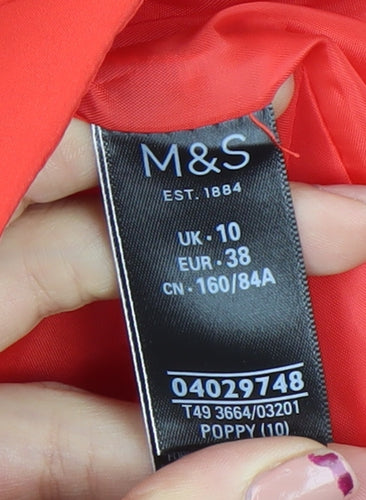 M&S
EST. 1884
UK · 10
EUR · 38
CN · 160/84A
04029748
T49 3664/03201
POPPY (10)